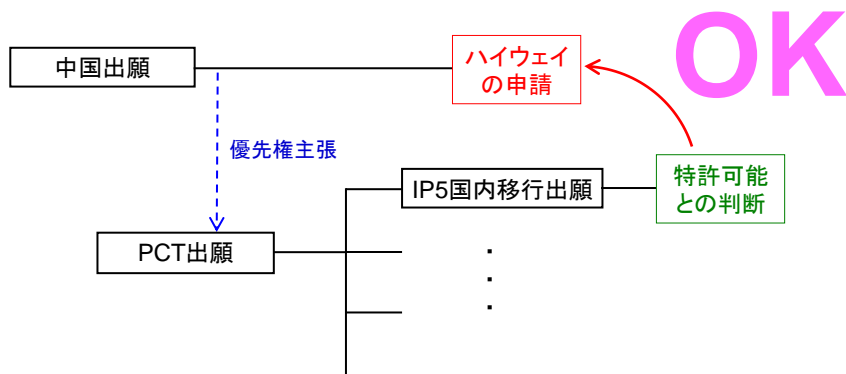 OK
中国出願
ハイウェイ
の申請
優先権主張
IP5国内移行出願
特許可能
との判断
PCT出願
・
・
・